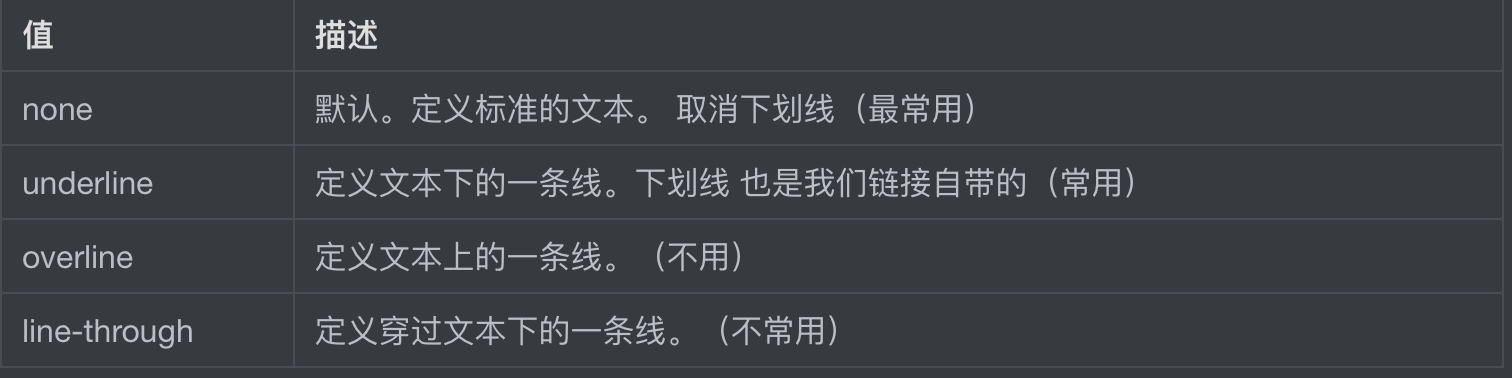 值 描述
none 默认。定义标准的文本。 取消下划线（最常用）
underline 定义文本下的一条线。下划线 也是我们链接自带的（常用）
overline 定义文本上的一条线。（不用）
line-through 定义穿过文本下的一条线。（不常用）